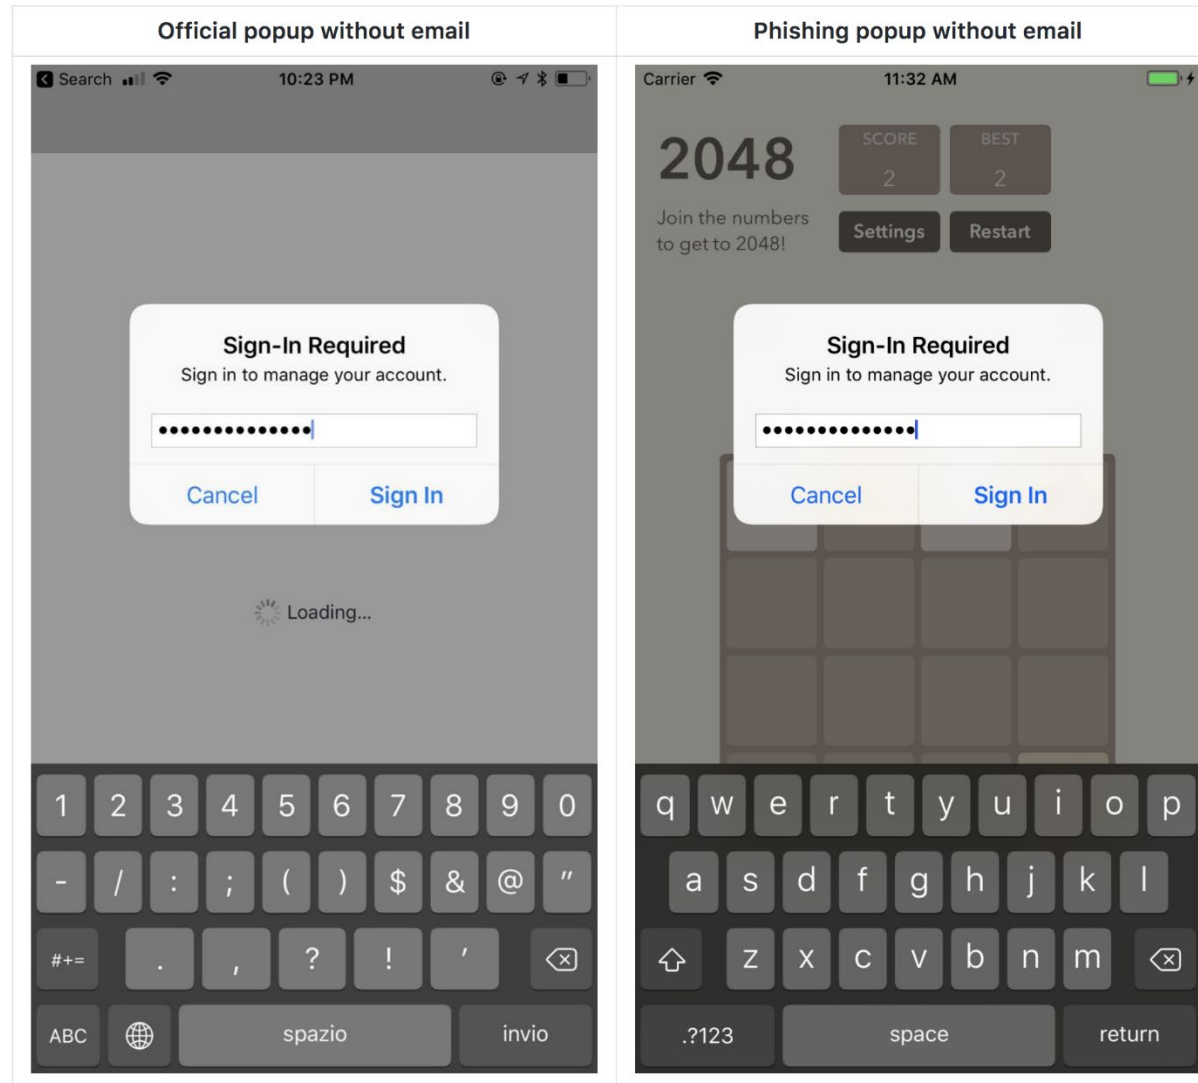 Official popup without email
Search 10:23 PM
Sign-In Required
Sign in to manage your account.
••••••••••••••
Cancel Sign In
Loading...
1 2 3 4 5 6 7 8 9 0
- / : ; ( ) $ & @ "
#+= . , ? ! '
ABC spazio invio
Phishing popup without email
Carrier 11:32 AM
2048
SCORE BEST
2 2
Join the numbers
to get to 2048!
Settings Restart
Sign-In Required
Sign in to manage your account.
••••••••••••••
Cancel Sign In
q w e r t y u i o p
a s d f g h j k l
z x c v b n m
.?123 space return